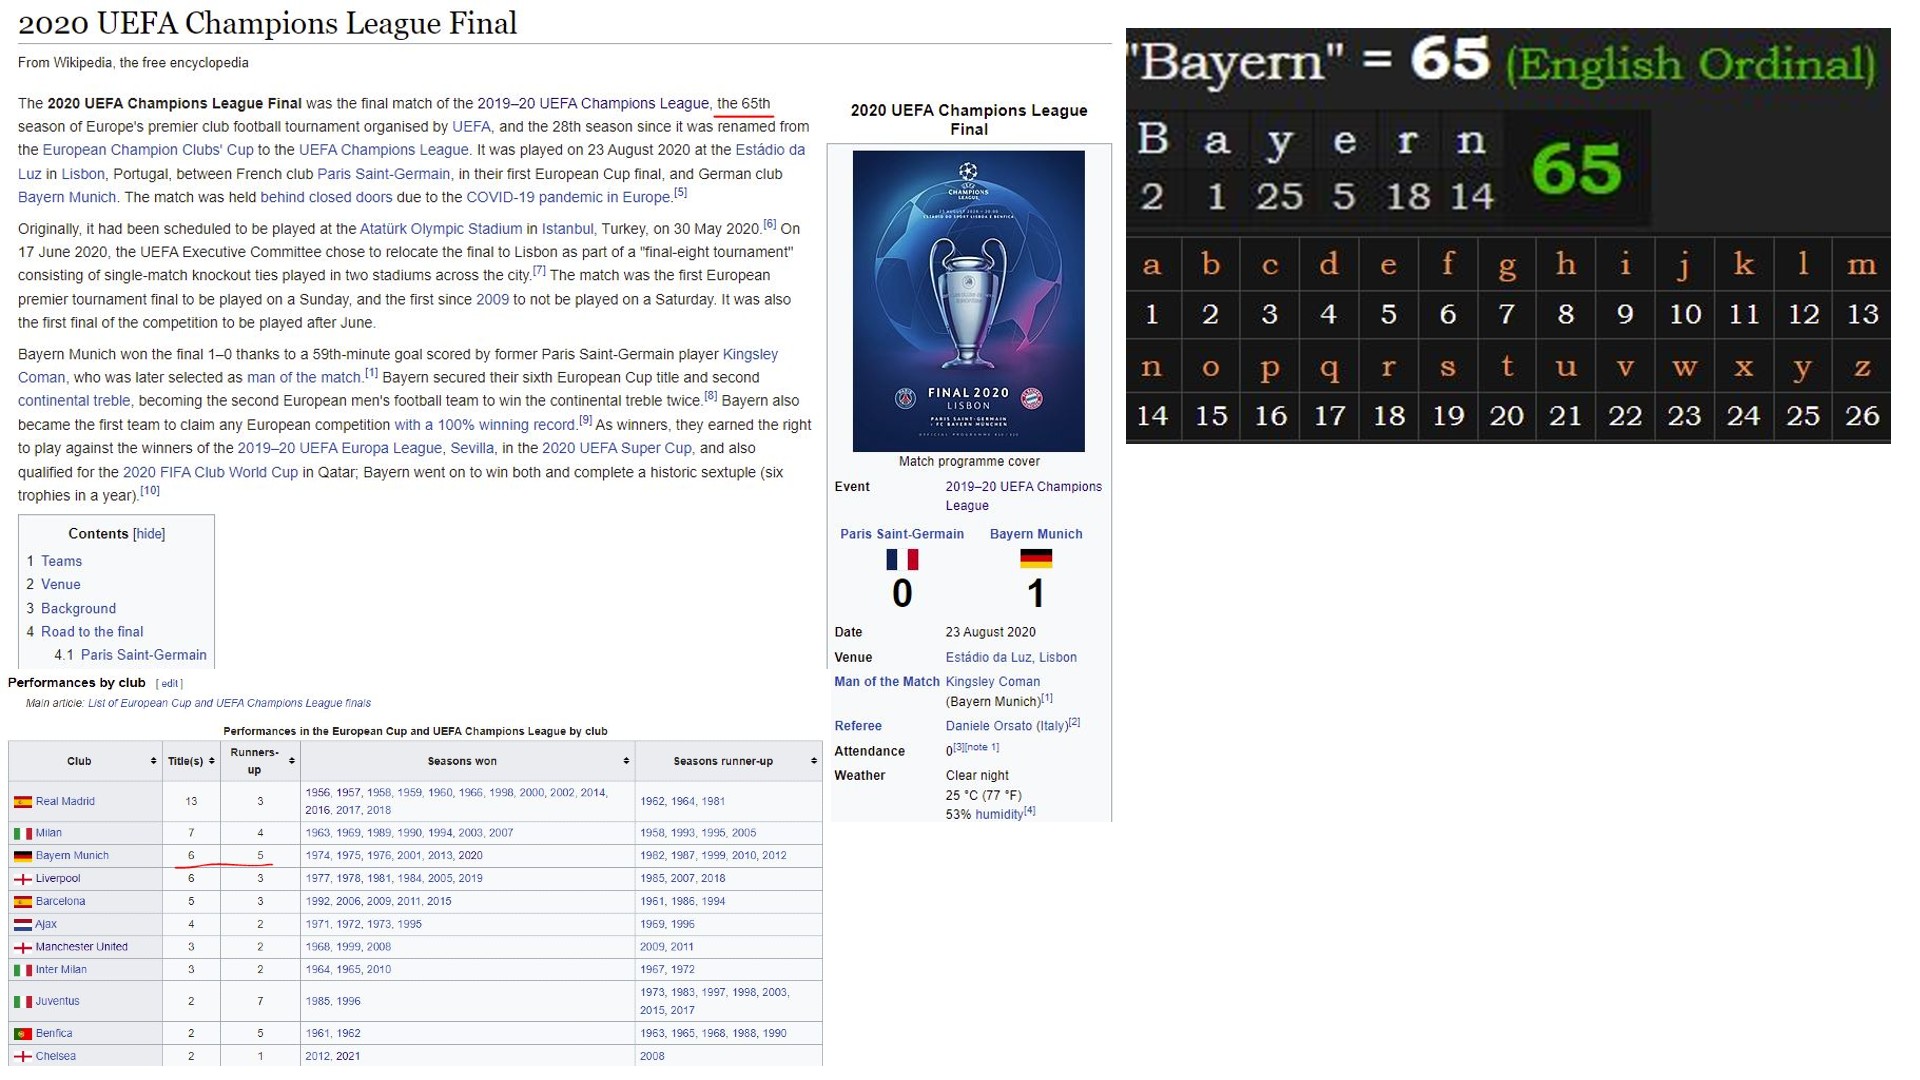 2020 UEFA Champions League Final
From Wikipedia, the free encyclopedia
The 2020 UEFA Champions League Final was the final match of the 2019–20 UEFA Champions League, the 65th
season of Europe's premier club football tournament organised by UEFA, and the 28th season since it was renamed from
the European Champion Clubs' Cup to the UEFA Champions League. It was played on 23 August 2020 at the Estádio da
Luz in Lisbon, Portugal, between French club Paris Saint-Germain, in their first European Cup final, and German club
Bayern Munich. The match was held behind closed doors due to the COVID-19 pandemic in Europe.[5]
Originally, it had been scheduled to be played at the Atatürk Olympic Stadium in Istanbul, Turkey, on 30 May 2020.[6] On
17 June 2020, the UEFA Executive Committee chose to relocate the final to Lisbon as part of a "final-eight tournament"
consisting of single-match knockout ties played in two stadiums across the city.[7] The match was the first European
premier tournament final to be played on a Sunday, and the first since 2009 to not be played on a Saturday. It was also
the first final of the competition to be played after June.
Bayern Munich won the final 1–0 thanks to a 59th-minute goal scored by former Paris Saint-Germain player Kingsley
Coman, who was later selected as man of the match.[1] Bayern secured their sixth European Cup title and second
continental treble, becoming the second European men's football team to win the continental treble twice.[8] Bayern also
became the first team to claim any European competition with a 100% winning record.[9] As winners, they earned the right
to play against the winners of the 2019–20 UEFA Europa League, Sevilla, in the 2020 UEFA Super Cup, and also
qualified for the 2020 FIFA Club World Cup in Qatar; Bayern went on to win both and complete a historic sextuple (six
trophies in a year).[10]
Contents [hide]
1 Teams
2 Venue
3 Background
4 Road to the final
4.1 Paris Saint-Germain
2020 UEFA Champions League
Final
CHAMPIONS
LEAGUE
FINAL 2020
LISBON
PARIS SAINT-GERMAIN
FC BAYERN MÜNCHEN
Match programme cover
Event 2019–20 UEFA Champions
League
Paris Saint-Germain Bayern Munich
0 1
Date 23 August 2020
Venue Estádio da Luz, Lisbon
Man of the Match Kingsley Coman
(Bayern Munich)[1]
Referee Daniele Orsato (Italy)[2]
Attendance 0[3][note 1]
Weather Clear night
25 °C (77 °F)
53% humidity[4]
"Bayern" = 65 (English Ordinal)
B a y e r n 65
2 1 25 5 18 14
a b c d e f g h i j k l m
1 2 3 4 5 6 7 8 9 10 11 12 13
n o p q r s t u v w x y z
14 15 16 17 18 19 20 21 22 23 24 25 26
Performances by club [ edit ]
Main article: List of European Cup and UEFA Champions League finals
Performances in the European Cup and UEFA Champions League by club
Club Title(s) Runners-up Seasons won Seasons runner-up
Real Madrid 13 3 1956, 1957, 1958, 1959, 1960, 1966, 1998, 2000, 2002, 2014, 2016, 2017, 2018 1962, 1964, 1981
Milan 7 4 1963, 1969, 1989, 1990, 1994, 2003, 2007 1958, 1993, 1995, 2005
Bayern Munich 6 5 1974, 1975, 1976, 2001, 2013, 2020 1982, 1987, 1999, 2010, 2012
Liverpool 6 3 1977, 1978, 1981, 1984, 2005, 2019 1985, 2007, 2018
Barcelona 5 3 1992, 2006, 2009, 2011, 2015 1961, 1986, 1994
Ajax 4 2 1971, 1972, 1973, 1995 1969, 1996
Manchester United 3 2 1968, 1999, 2008 2009, 2011
Inter Milan 3 2 1964, 1965, 2010 1967, 1972
Juventus 2 7 1985, 1996 1973, 1983, 1997, 1998, 2003, 2015, 2017
Benfica 2 5 1961, 1962 1963, 1965, 1968, 1988, 1990
Chelsea 2 1 2012, 2021 2008